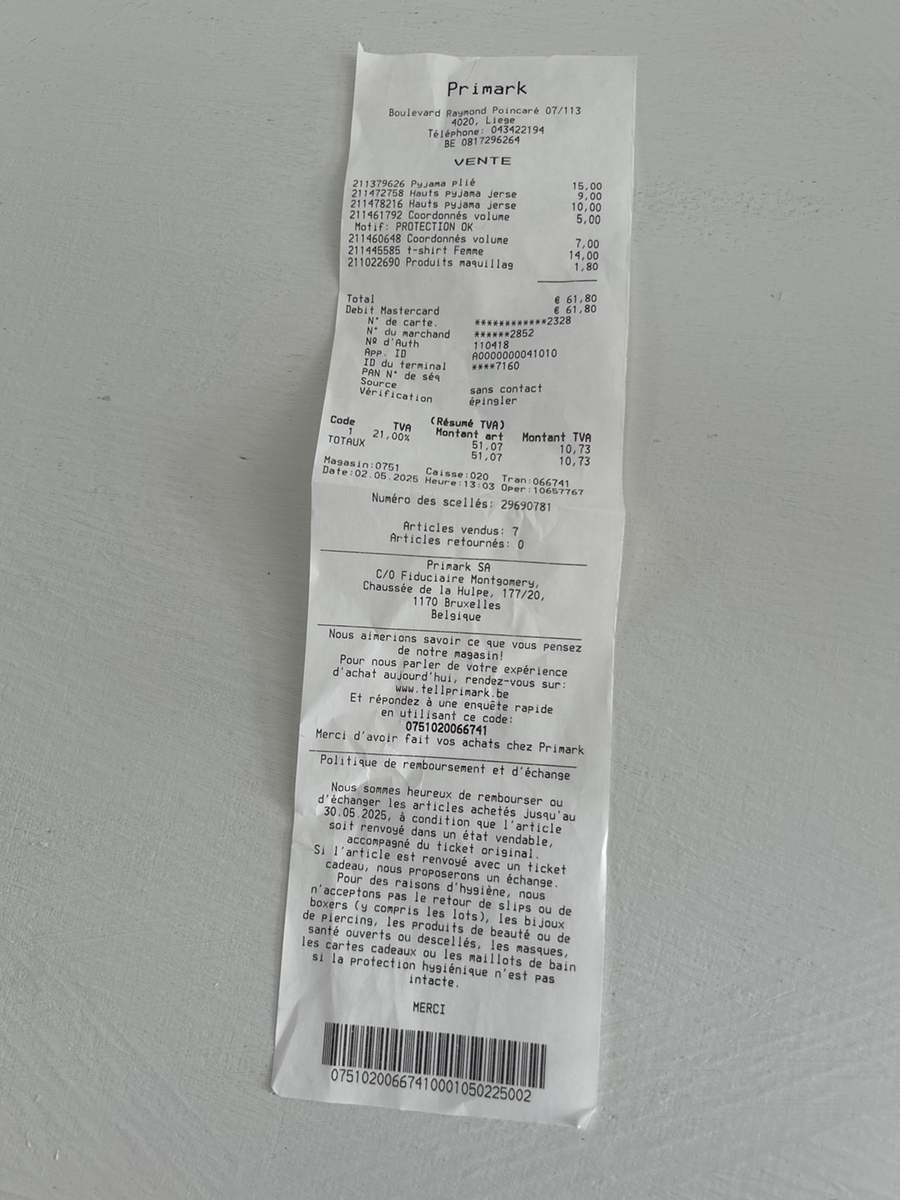 Primark
Boulevard Raymond Poincaré 07/113
4020, Liege
Téléphone: 043422194
BE 0817296264
VENTE
211379626 Pyjama plié 15,00
211472758 Hauts pyjama jerse 9,00
211478216 Hauts pyjama jerse 10,00
211461792 Coordonnés volume 5,00
Motif: PROTECTION OK
211460648 Coordonnés volume 7,00
211445585 t-shirt Femme 14,00
211022690 Produits maquillag 1,80
Total € 61,80
Debit Mastercard € 61,80
N° de carte. ************2328
N° du marchand ******2852
Nº d'Auth 110418
App. ID A0000000041010
ID du terminal ****7160
PAN N° de séq
Source sans contact
Vérification épingler
(Résumé TVA)
Code TVA Montant art Montant TVA
1 21,00% 51,07 10,73
TOTAUX 51,07 10,73
Magasin:0751 Caisse:020 Tran:066741
Date:02.05.2025 Heure:13:03 Oper:10657767
Numéro des scellés: 29690781
Articles vendus: 7
Articles retournés: 0
Primark SA
C/O Fiduciaire Montgomery,
Chaussée de la Hulpe, 177/20,
1170 Bruxelles
Belgique
Nous aimerions savoir ce que vous pensez
de notre magasin!
Pour nous parler de votre expérience
d'achat aujourd'hui, rendez-vous sur:
www.tellprimark.be
Et répondez à une enquête rapide
en utilisant ce code:
0751020066741
Merci d'avoir fait vos achats chez Primark
Politique de remboursement et d'échange
Nous sommes heureux de rembourser ou
d'échanger les articles achetés jusqu'au
30.05.2025, à condition que l'article
soit renvoyé dans un état vendable,
accompagné du ticket original.
Si l'article est renvoyé avec un ticket
cadeau, nous proposerons un échange.
Pour des raisons d'hygiène, nous
n'acceptons pas le retour de slips ou de
boxers (y compris les lots), les bijoux
de piercing, les produits de beauté ou de
santé ouverts ou descellés, les masques,
les cartes cadeaux ou les maillots de bain
si la protection hygiénique n'est pas
intacte.
MERCI
07510200667410001050225002